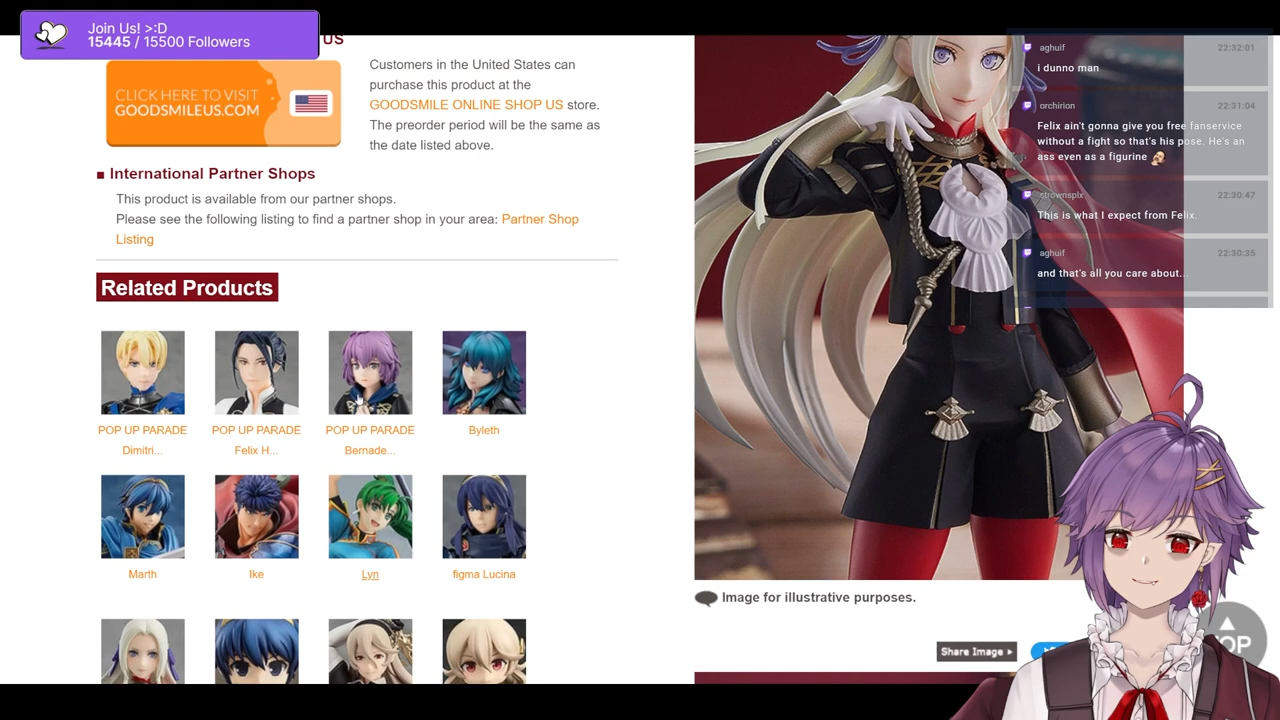 Join Us! >:D
15445 / 15500 Followers
US
CLICK HERE TO VISIT
GOODSMILEUS.COM
Customers in the United States can
purchase this product at the
GOODSMILE ONLINE SHOP US store.
The preorder period will be the same as
the date listed above.
■ International Partner Shops
This product is available from our partner shops.
Please see the following listing to find a partner shop in your area: Partner Shop
Listing
Related Products
POP UP PARADE
Dimitri...
POP UP PARADE
Felix H...
POP UP PARADE
Bernade...
Byleth
Marth
Ike
Lyn
figma Lucina
aghuif 22:32:01
i dunno man
orchirion 22:31:04
Felix ain't gonna give you free fanservice
without a fight so that's his pose. He's an
ass even as a figurine
strownsplx 22:30:47
This is what I expect from Felix.
aghuif 22:30:35
and that's all you care about...
Image for illustrative purposes.
Share Image ▸
TOP